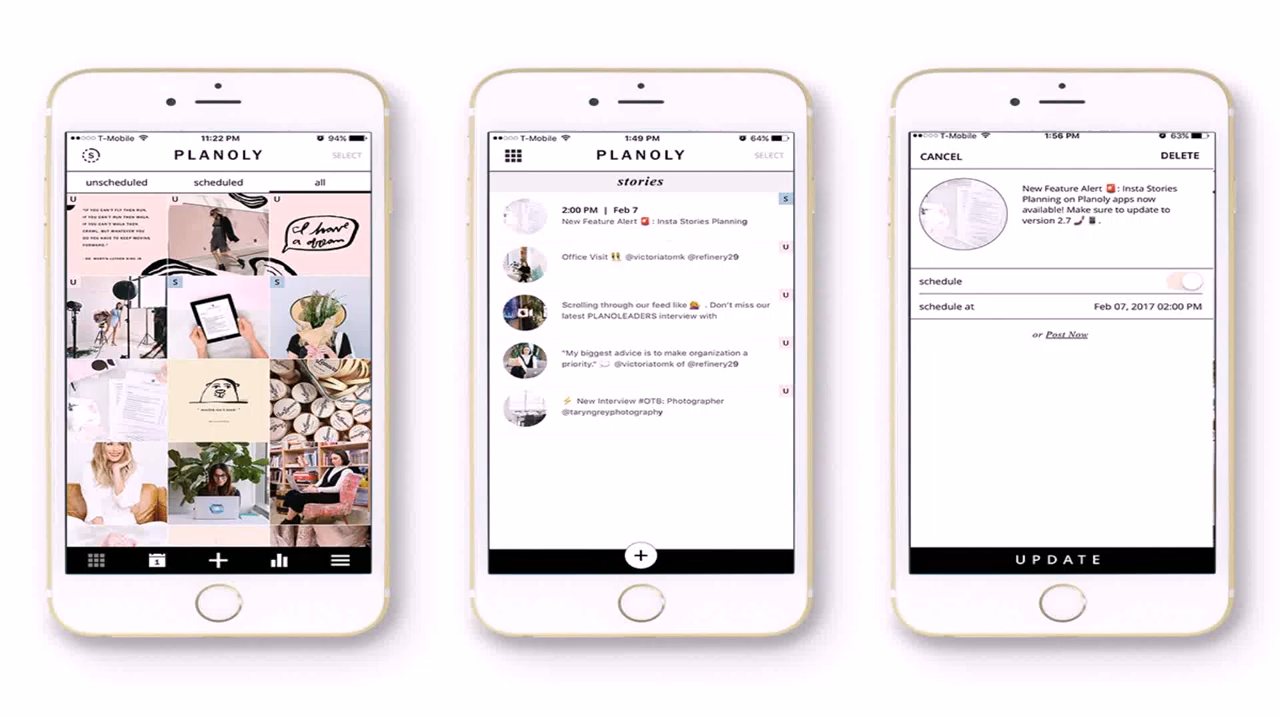 T-Mobile 11:22 PM 94%
S PLANOLY SELECT
unscheduled scheduled all
U U U
"IF YOU CAN'T FLY THEN RUN,
IF YOU CAN'T RUN THEN WALK,
IF YOU CAN'T WALK THEN
CRAWL, BUT WHATEVER YOU
DO YOU HAVE TO KEEP MOVING
FORWARD."
I have
a dream
U S S
1
T-Mobile 1:49 PM 64%
PLANOLY SELECT
stories
S
2:00 PM | Feb 7
New Feature Alert 🚨: Insta Stories Planning
U
Office Visit 👯 @victoriatomk @refinery29
U
Scrolling through our feed like 💁 . Don't miss our
latest PLANOLEADERS interview with
U
"My biggest advice is to make organization a
priority." 💭 @victoriatomk of @refinery29
U
⚡ New Interview #OTB: Photographer
@taryngreyphotography
T-Mobile 1:56 PM 63%
CANCEL DELETE
New Feature Alert 🚨: Insta Stories
Planning on Planoly apps now
available! Make sure to update to
version 2.7 🤳📱.
schedule
schedule at Feb 07, 2017 02:00 PM
or Post Now
UPDATE